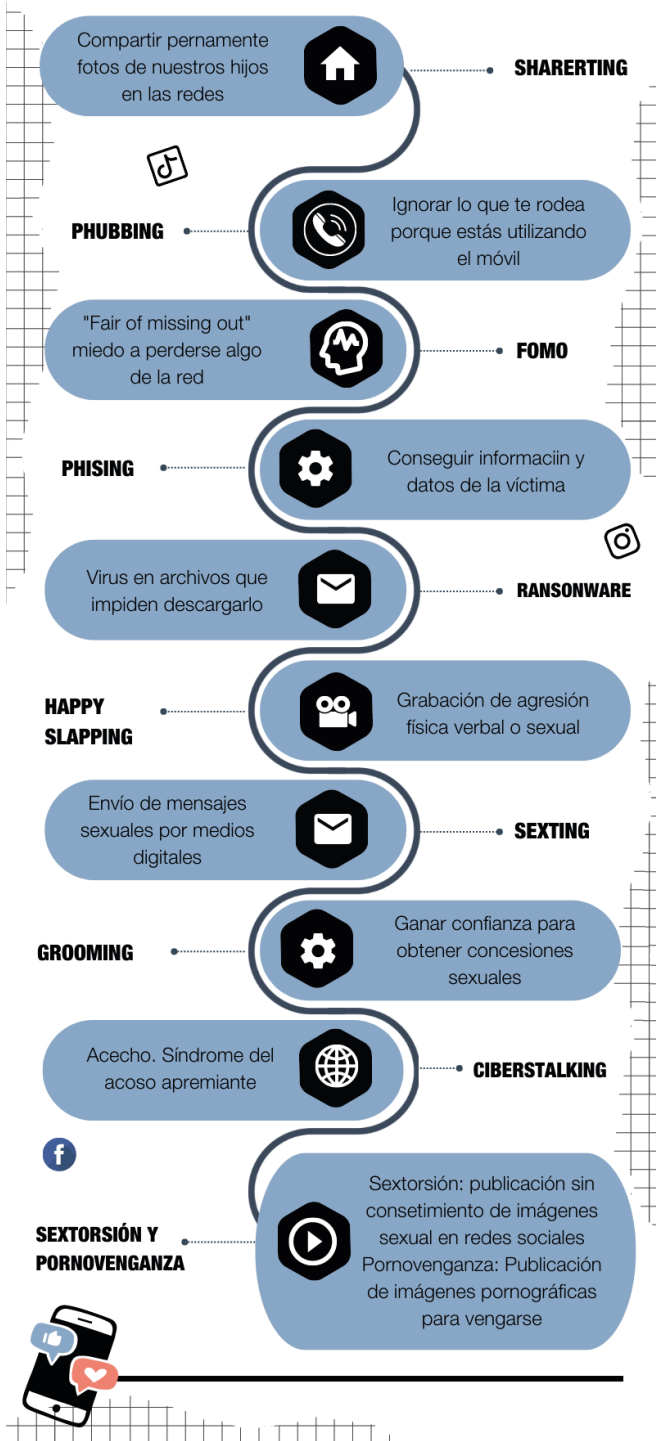 Compartir pernamente
fotos de nuestros hijos
en las redes
SHARERTING
PHUBBING
Ignorar lo que te rodea
porque estás utilizando
el móvil
"Fair of missing out"
miedo a perderse algo
de la red
FOMO
PHISING
Conseguir informaciin y
datos de la víctima
Virus en archivos que
impiden descargarlo
RANSONWARE
HAPPY
SLAPPING
Grabación de agresión
física verbal o sexual
Envío de mensajes
sexuales por medios
digitales
SEXTING
GROOMING
Ganar confianza para
obtener concesiones
sexuales
Acecho. Síndrome del
acoso apremiante
CIBERSTALKING
SEXTORSIÓN Y
PORNOVENGANZA
Sextorsión: publicación sin
consetimiento de imágenes
sexual en redes sociales
Pornovenganza: Publicación
de imágenes pornográficas
para vengarse